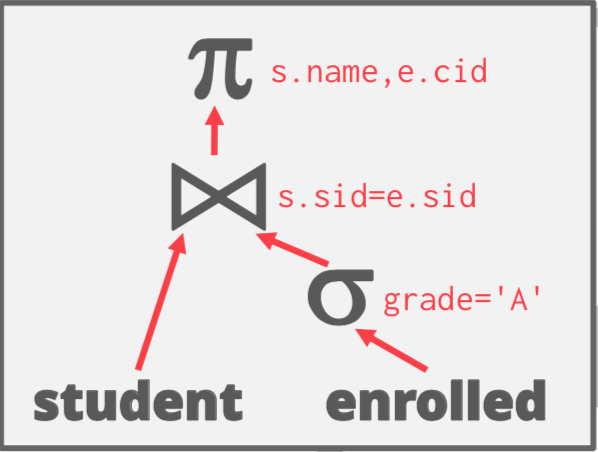 π s.name,e.cid
⋈ s.sid=e.sid
σ grade='A'
student enrolled